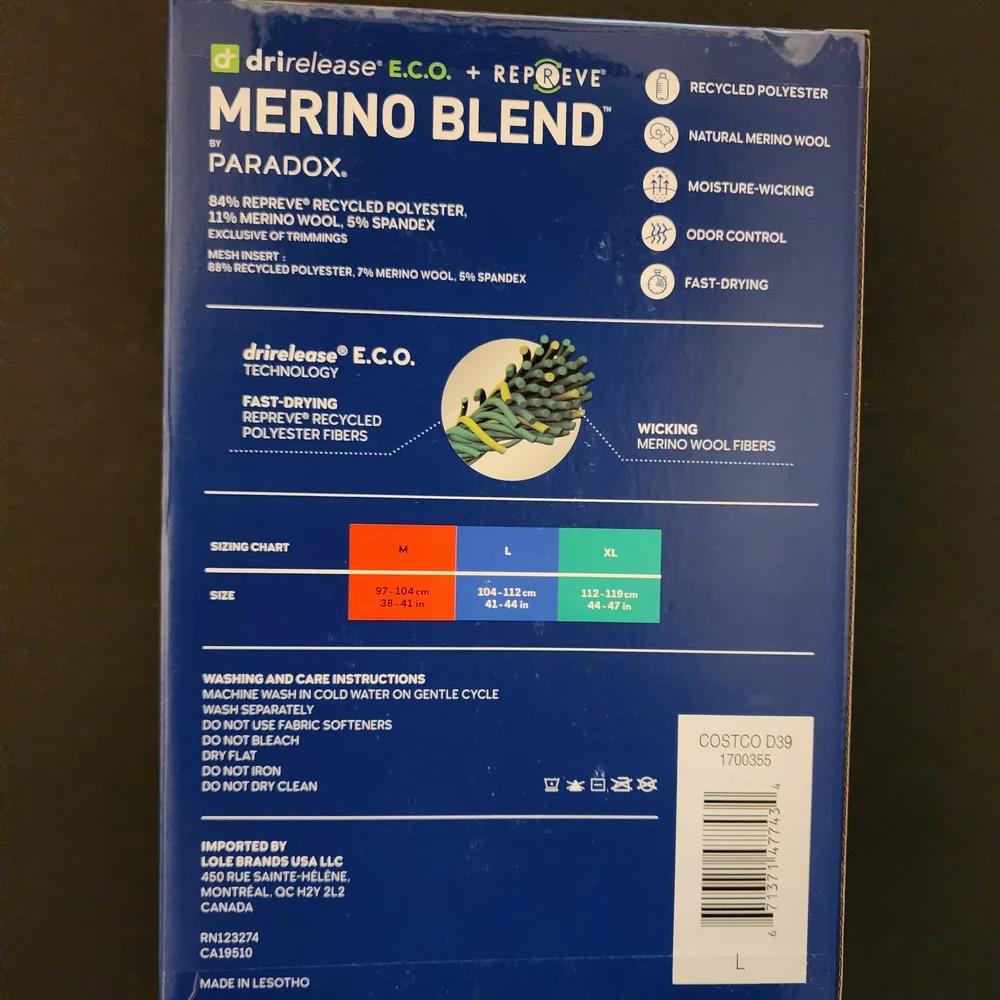 drirelease® E.C.O. + REPREVE®
MERINO BLEND™
BY
PARADOX®
84% REPREVE® RECYCLED POLYESTER,
11% MERINO WOOL, 5% SPANDEX
EXCLUSIVE OF TRIMMINGS
MESH INSERT :
88% RECYCLED POLYESTER, 7% MERINO WOOL, 5% SPANDEX
RECYCLED POLYESTER
NATURAL MERINO WOOL
MOISTURE-WICKING
ODOR CONTROL
FAST-DRYING
drirelease® E.C.O.
TECHNOLOGY
FAST-DRYING
REPREVE® RECYCLED
POLYESTER FIBERS
WICKING
MERINO WOOL FIBERS
SIZING CHART M L XL
SIZE 97-104 cm 104-112 cm 112-119 cm
38-41 in 41-44 in 44-47 in
WASHING AND CARE INSTRUCTIONS
MACHINE WASH IN COLD WATER ON GENTLE CYCLE
WASH SEPARATELY
DO NOT USE FABRIC SOFTENERS
DO NOT BLEACH
DRY FLAT
DO NOT IRON
DO NOT DRY CLEAN
IMPORTED BY
LOLE BRANDS USA LLC
450 RUE SAINTE-HÉLÈNE,
MONTRÉAL, QC H2Y 2L2
CANADA
RN123274
CA19510
MADE IN LESOTHO
COSTCO D39
1700355
6 71371 47743 4
L